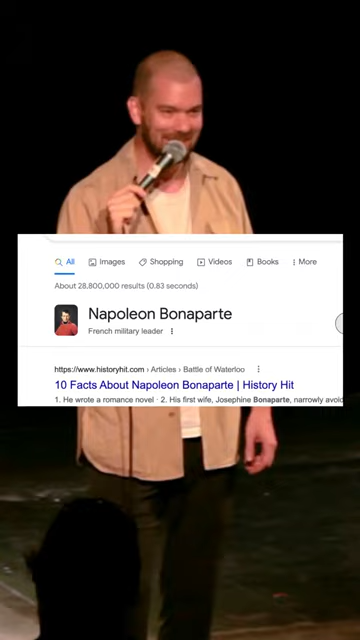 All Images Shopping Videos Books More
About 28,800,000 results (0.83 seconds)
Napoleon Bonaparte
French military leader
https://www.historyhit.com › Articles › Battle of Waterloo
10 Facts About Napoleon Bonaparte | History Hit
1. He wrote a romance novel · 2. His first wife, Josephine Bonaparte, narrowly avoid